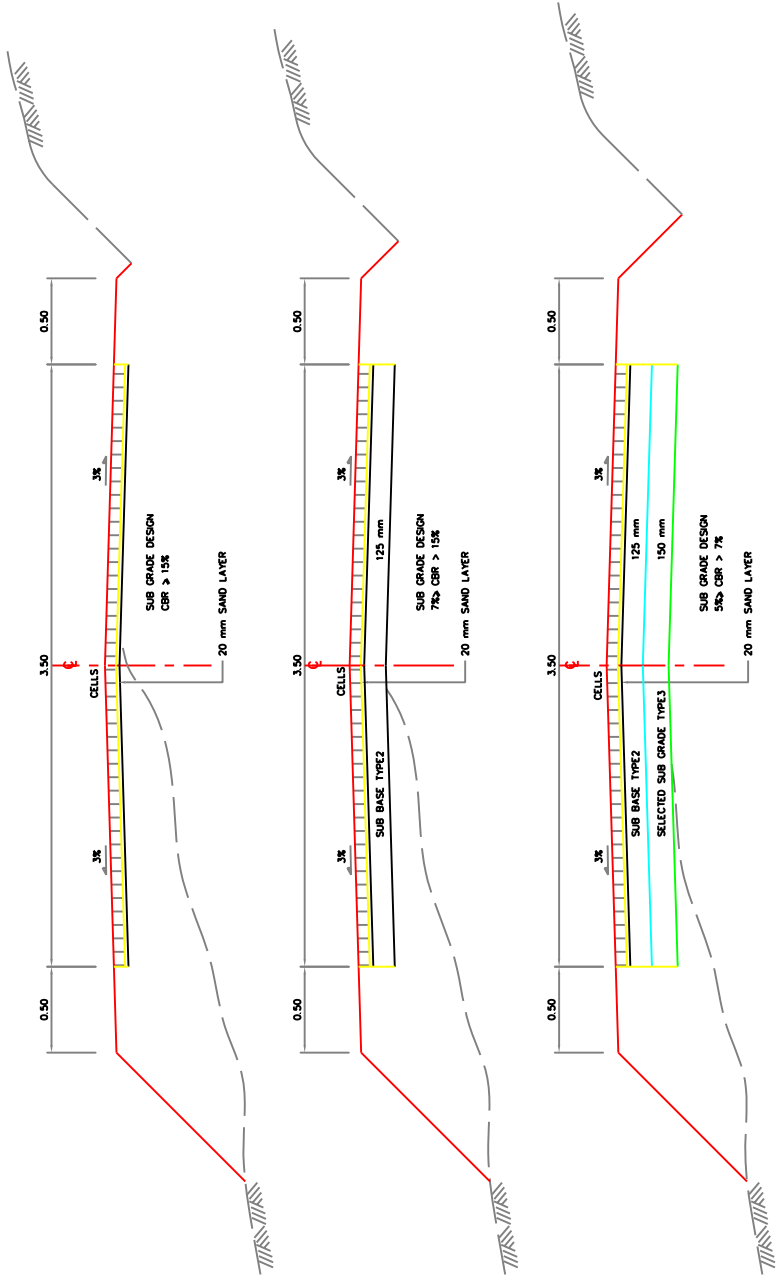 0.50
3.50
0.50
℄
3%
3%
CELLS
SUB GRADE DESIGN
CBR ⩾ 15%
20 mm SAND LAYER
0.50
3.50
0.50
℄
3%
3%
CELLS
SUB BASE TYPE2
125 mm
SUB GRADE DESIGN
7%⩾ CBR > 15%
20 mm SAND LAYER
0.50
3.50
0.50
℄
3%
3%
CELLS
SUB BASE TYPE2
125 mm
SELECTED SUB GRADE TYPE3
150 mm
SUB GRADE DESIGN
5%⩾ CBR > 7%
20 mm SAND LAYER